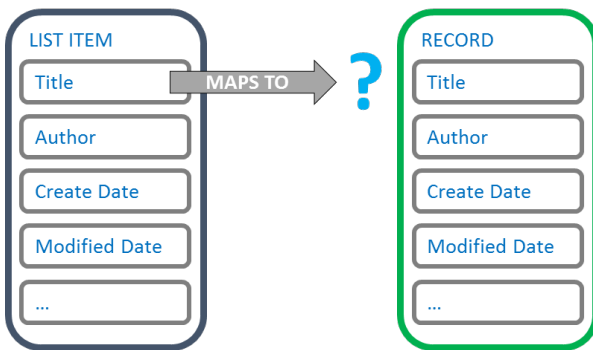 LIST ITEM
Title
Author
Create Date
Modified Date
...
MAPS TO
?
RECORD
Title
Author
Create Date
Modified Date
...